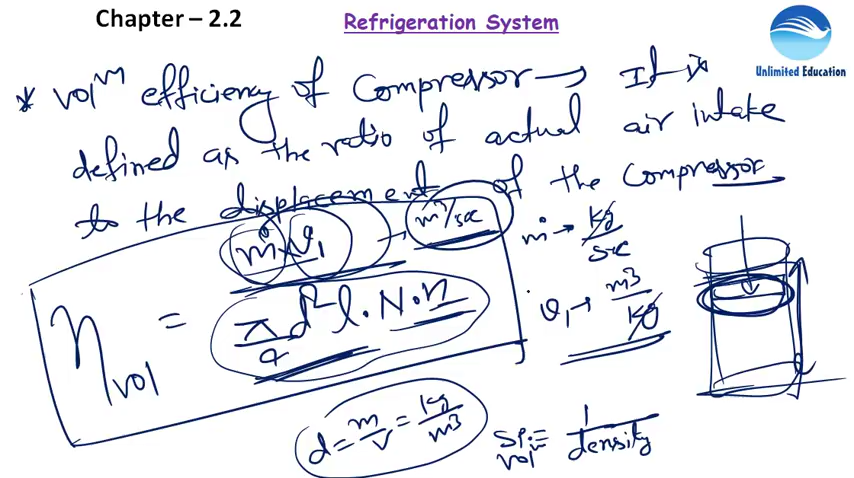 Chapter – 2.2
Refrigeration System
Unlimited Education
* Volᵐ efficiency of Compressor → It is
defined as the ratio of actual air intake
to the displacement of the Compressor
η_vol = ṁ·v₁ / (π/4 d² l · N · n)
→ m³/sec
ṁ → kg/sec
v₁ → m³/kg
d = m/v = kg/m³
SP. vol = 1/density